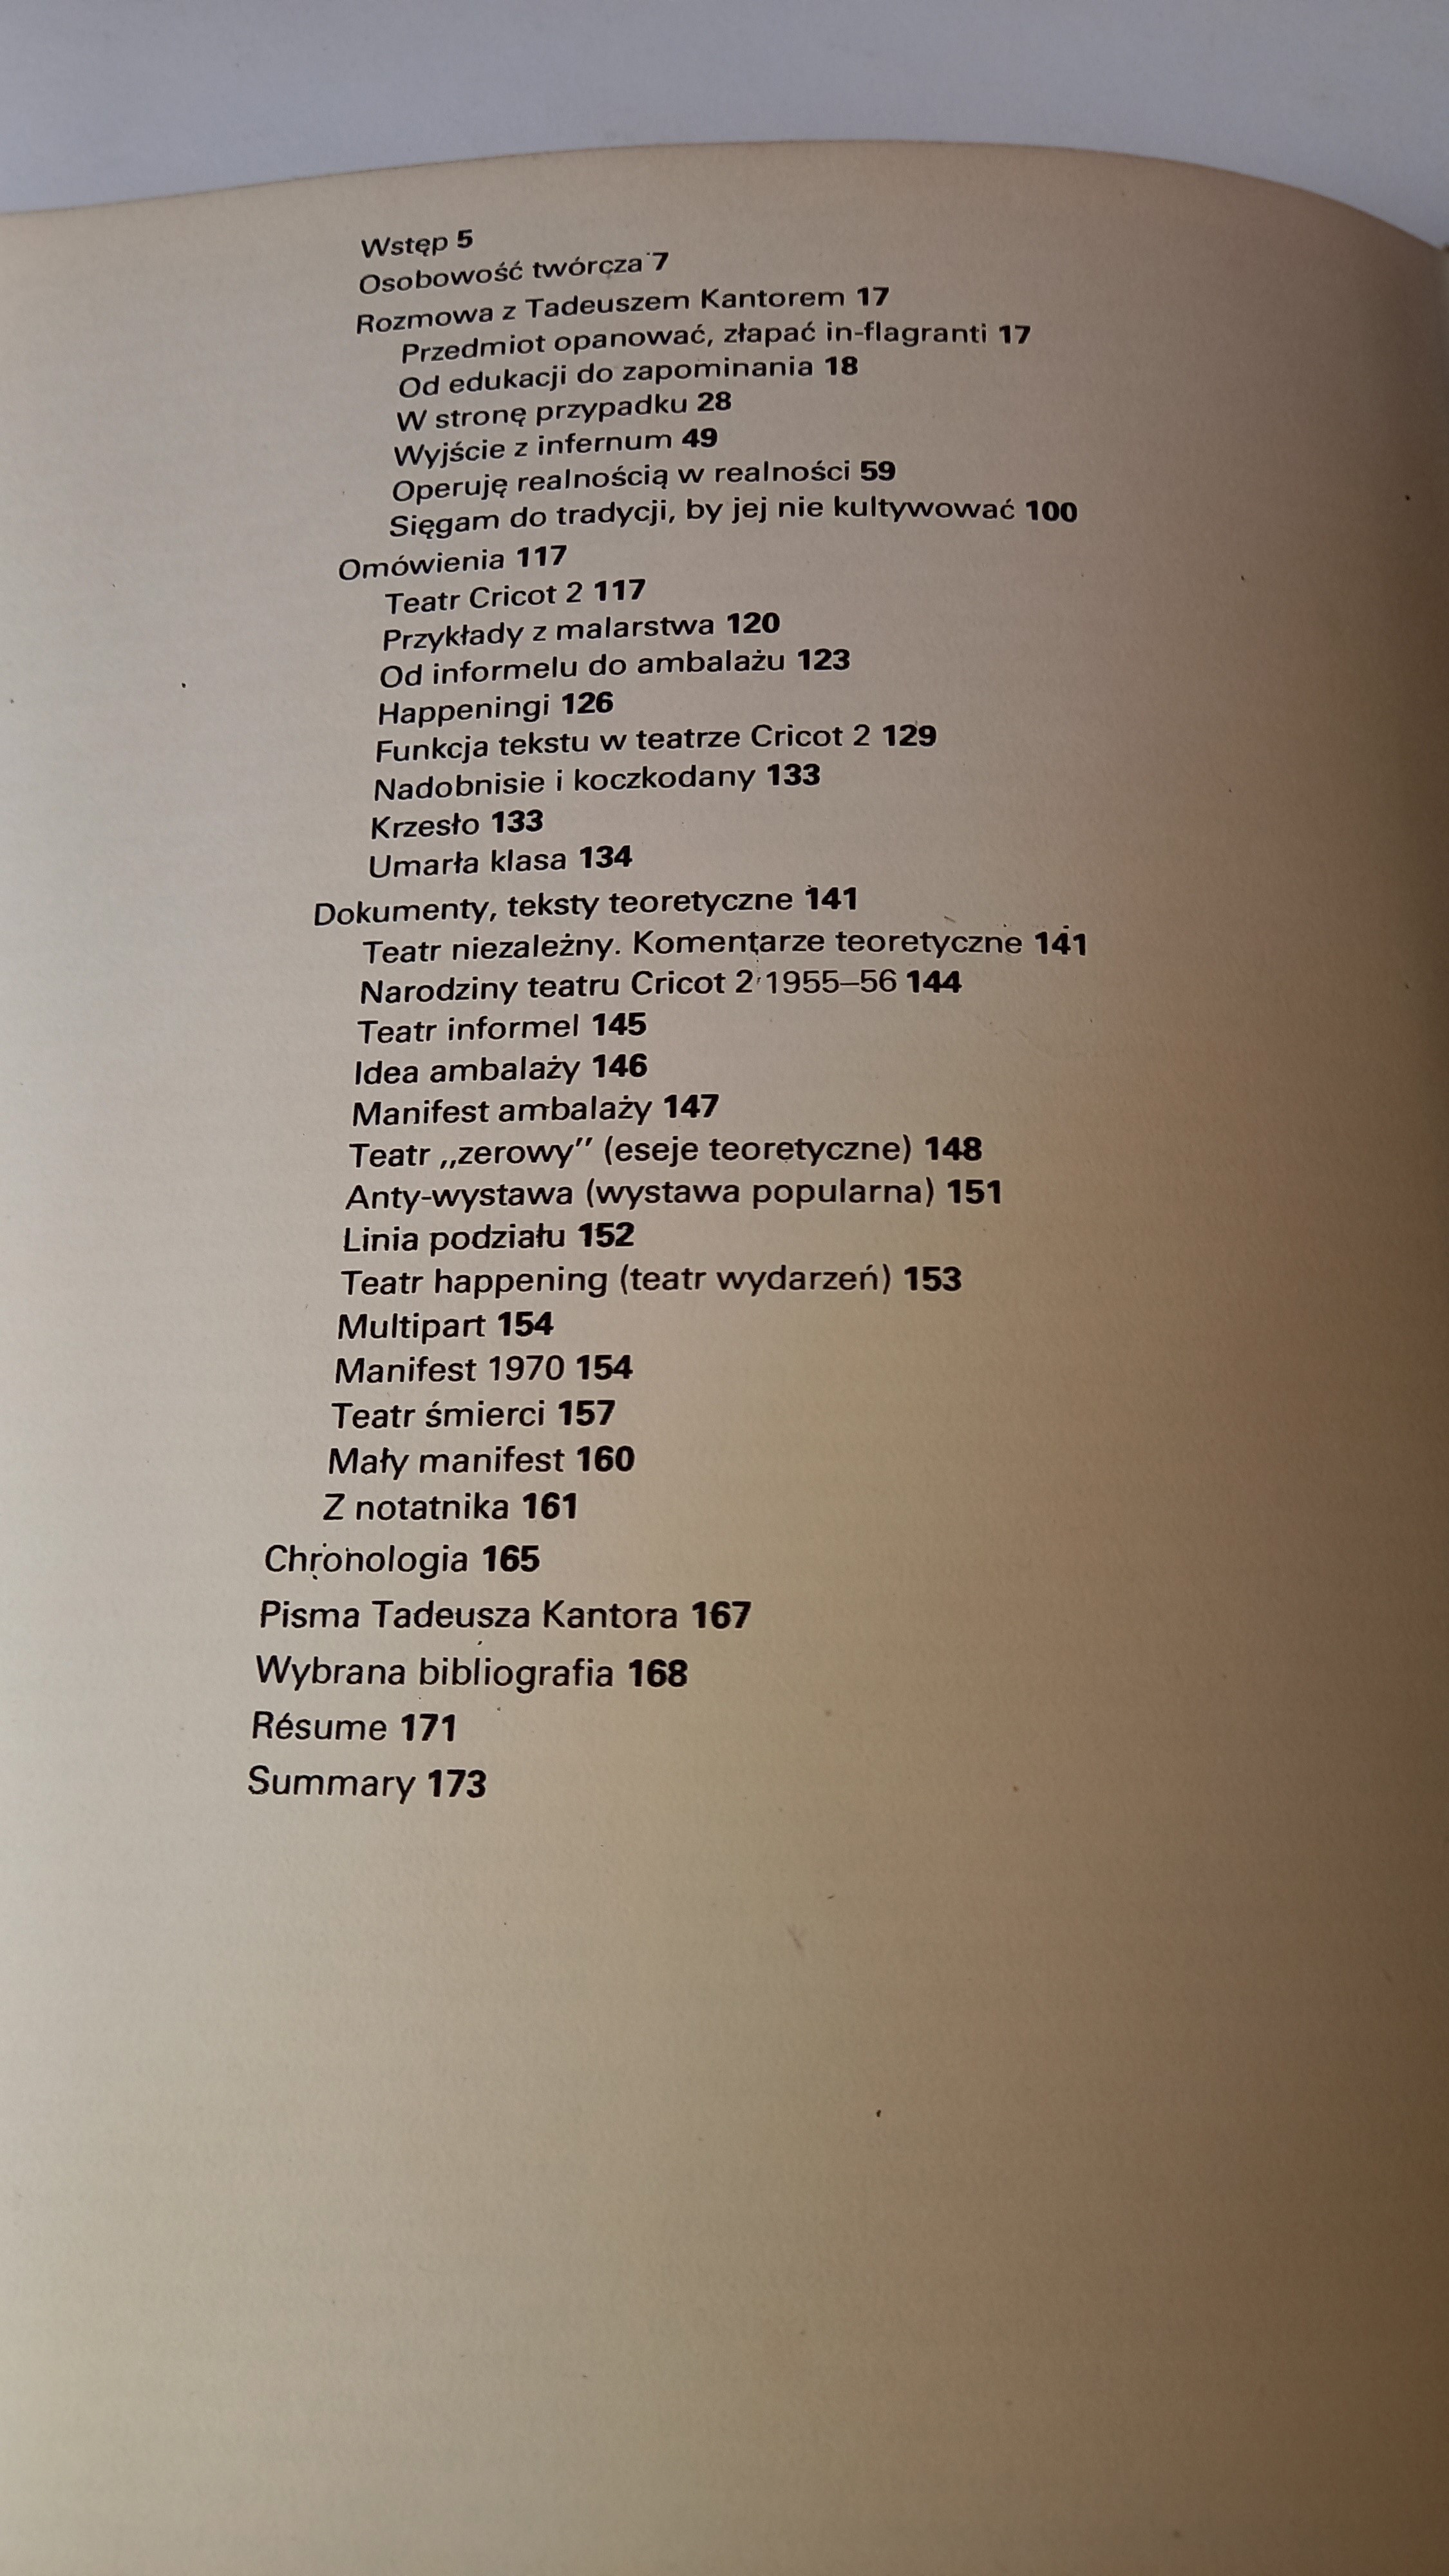 Wstęp 5
Osobowość twórcza 7
Rozmowa z Tadeuszem Kantorem 17
Przedmiot opanować, złapać in-flagranti 17
Od edukacji do zapominania 18
W stronę przypadku 28
Wyjście z infernum 49
Operuję realnością w realności 59
Sięgam do tradycji, by jej nie kultywować 100
Omówienia 117
Teatr Cricot 2 117
Przykłady z malarstwa 120
Od informelu do ambalażu 123
Happeningi 126
Funkcja tekstu w teatrze Cricot 2 129
Nadobnisie i koczkodany 133
Krzesło 133
Umarła klasa 134
Dokumenty, teksty teoretyczne 141
Teatr niezależny. Komentarze teoretyczne 141
Narodziny teatru Cricot 2 1955–56 144
Teatr informel 145
Idea ambalaży 146
Manifest ambalaży 147
Teatr „zerowy” (eseje teoretyczne) 148
Anty-wystawa (wystawa popularna) 151
Linia podziału 152
Teatr happening (teatr wydarzeń) 153
Multipart 154
Manifest 1970 154
Teatr śmierci 157
Mały manifest 160
Z notatnika 161
Chronologia 165
Pisma Tadeusza Kantora 167
Wybrana bibliografia 168
Résume 171
Summary 173